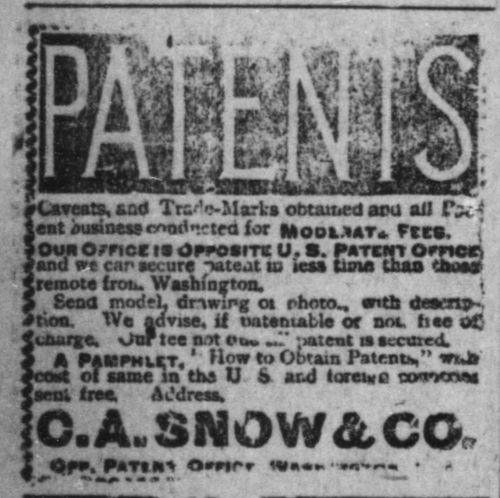 PATENTS
Caveats, and Trade-Marks obtained and all Pat-
ent business conducted for MODERATE FEES.
OUR OFFICE IS OPPOSITE U. S. PATENT OFFICE
and we can secure patent in less time than those
remote from Washington.
Send model, drawing or photo., with descrip-
tion. We advise, if patentable or not, free of
charge. Our fee not due till patent is secured.
A PAMPHLET, "How to Obtain Patents," with
cost of same in the U. S. and foreign countries
sent free. Address,
C. A. SNOW & CO.
OPP. PATENT OFFICE, WASHINGTON